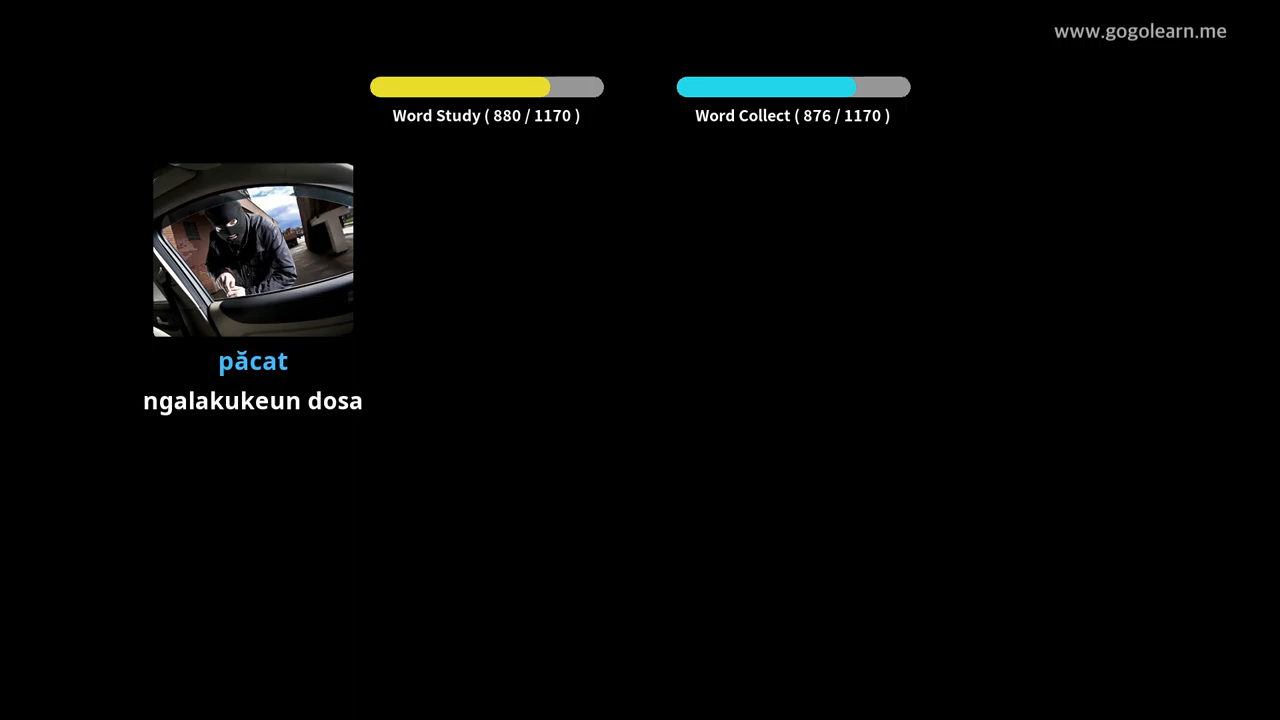 www.gogolearn.me
Word Study ( 880 / 1170 )
Word Collect ( 876 / 1170 )
păcat
ngalakukeun dosa